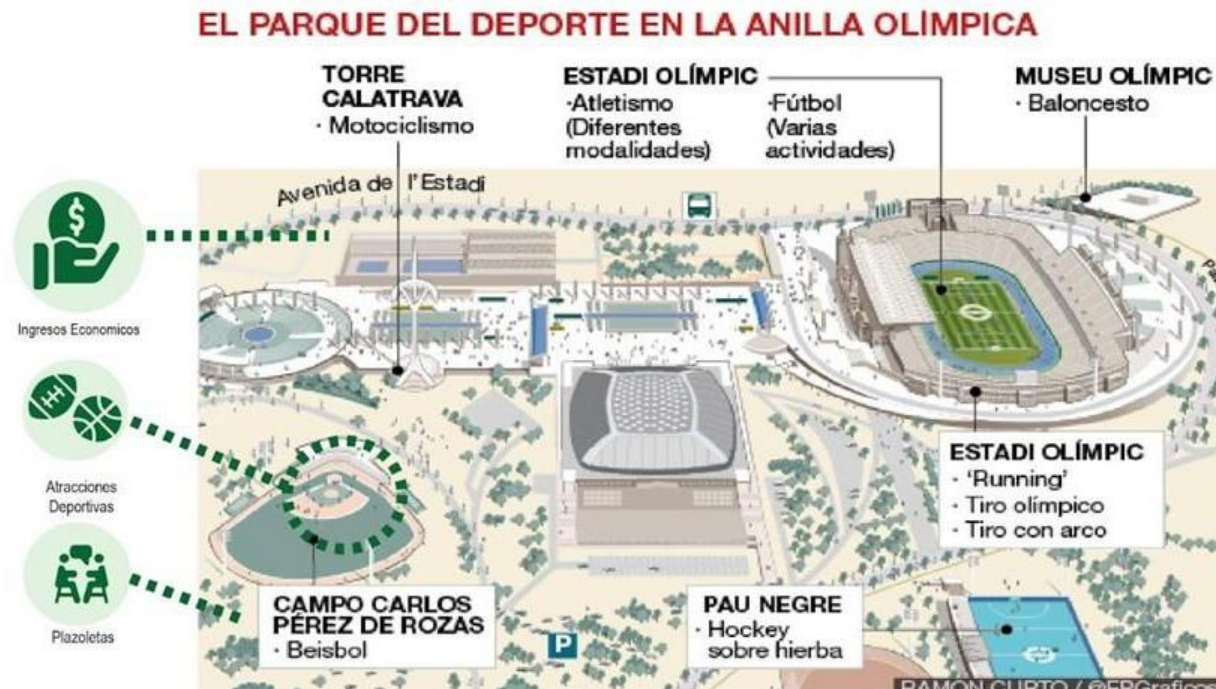 EL PARQUE DEL DEPORTE EN LA ANILLA OLÍMPICA
TORRE
CALATRAVA
· Motociclismo
ESTADI OLÍMPIC
·Atletismo
(Diferentes
modalidades)
·Fútbol
(Varias
actividades)
MUSEU OLÍMPIC
· Baloncesto
Avenida de l'Estadi
Ingresos Economicos
Atracciones
Deportivas
Plazoletas
ESTADI OLÍMPIC
· 'Running'
· Tiro olímpico
· Tiro con arco
CAMPO CARLOS
PÉREZ DE ROZAS
· Beisbol
P
PAU NEGRE
· Hockey
sobre hierba
RAMON CURTO / @EPGraficos